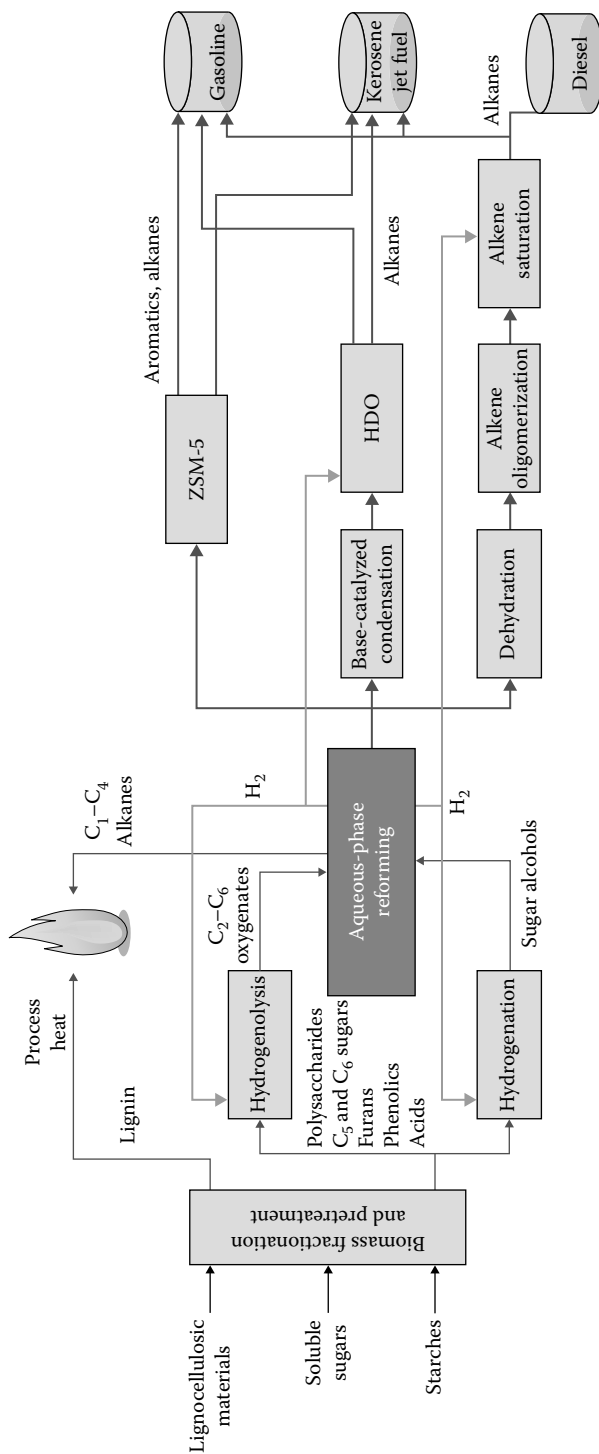 Lignocellulosic
materials
Soluble
sugars
Starches
Biomass fractionation
and pretreatment
Lignin
Process
heat
C₁–C₄
Alkanes
Hydrogenolysis
C₂–C₆
oxygenates
Polysaccharides
C₅ and C₆ sugars
Furans
Phenolics
Acids
Hydrogenation
Sugar alcohols
Aqueous-phase
reforming
H₂
H₂
ZSM-5
Aromatics, alkanes
Base-catalyzed
condensation
HDO
Alkanes
Dehydration
Alkene
oligomerization
Alkene
saturation
Alkanes
Gasoline
Kerosene
jet fuel
Diesel